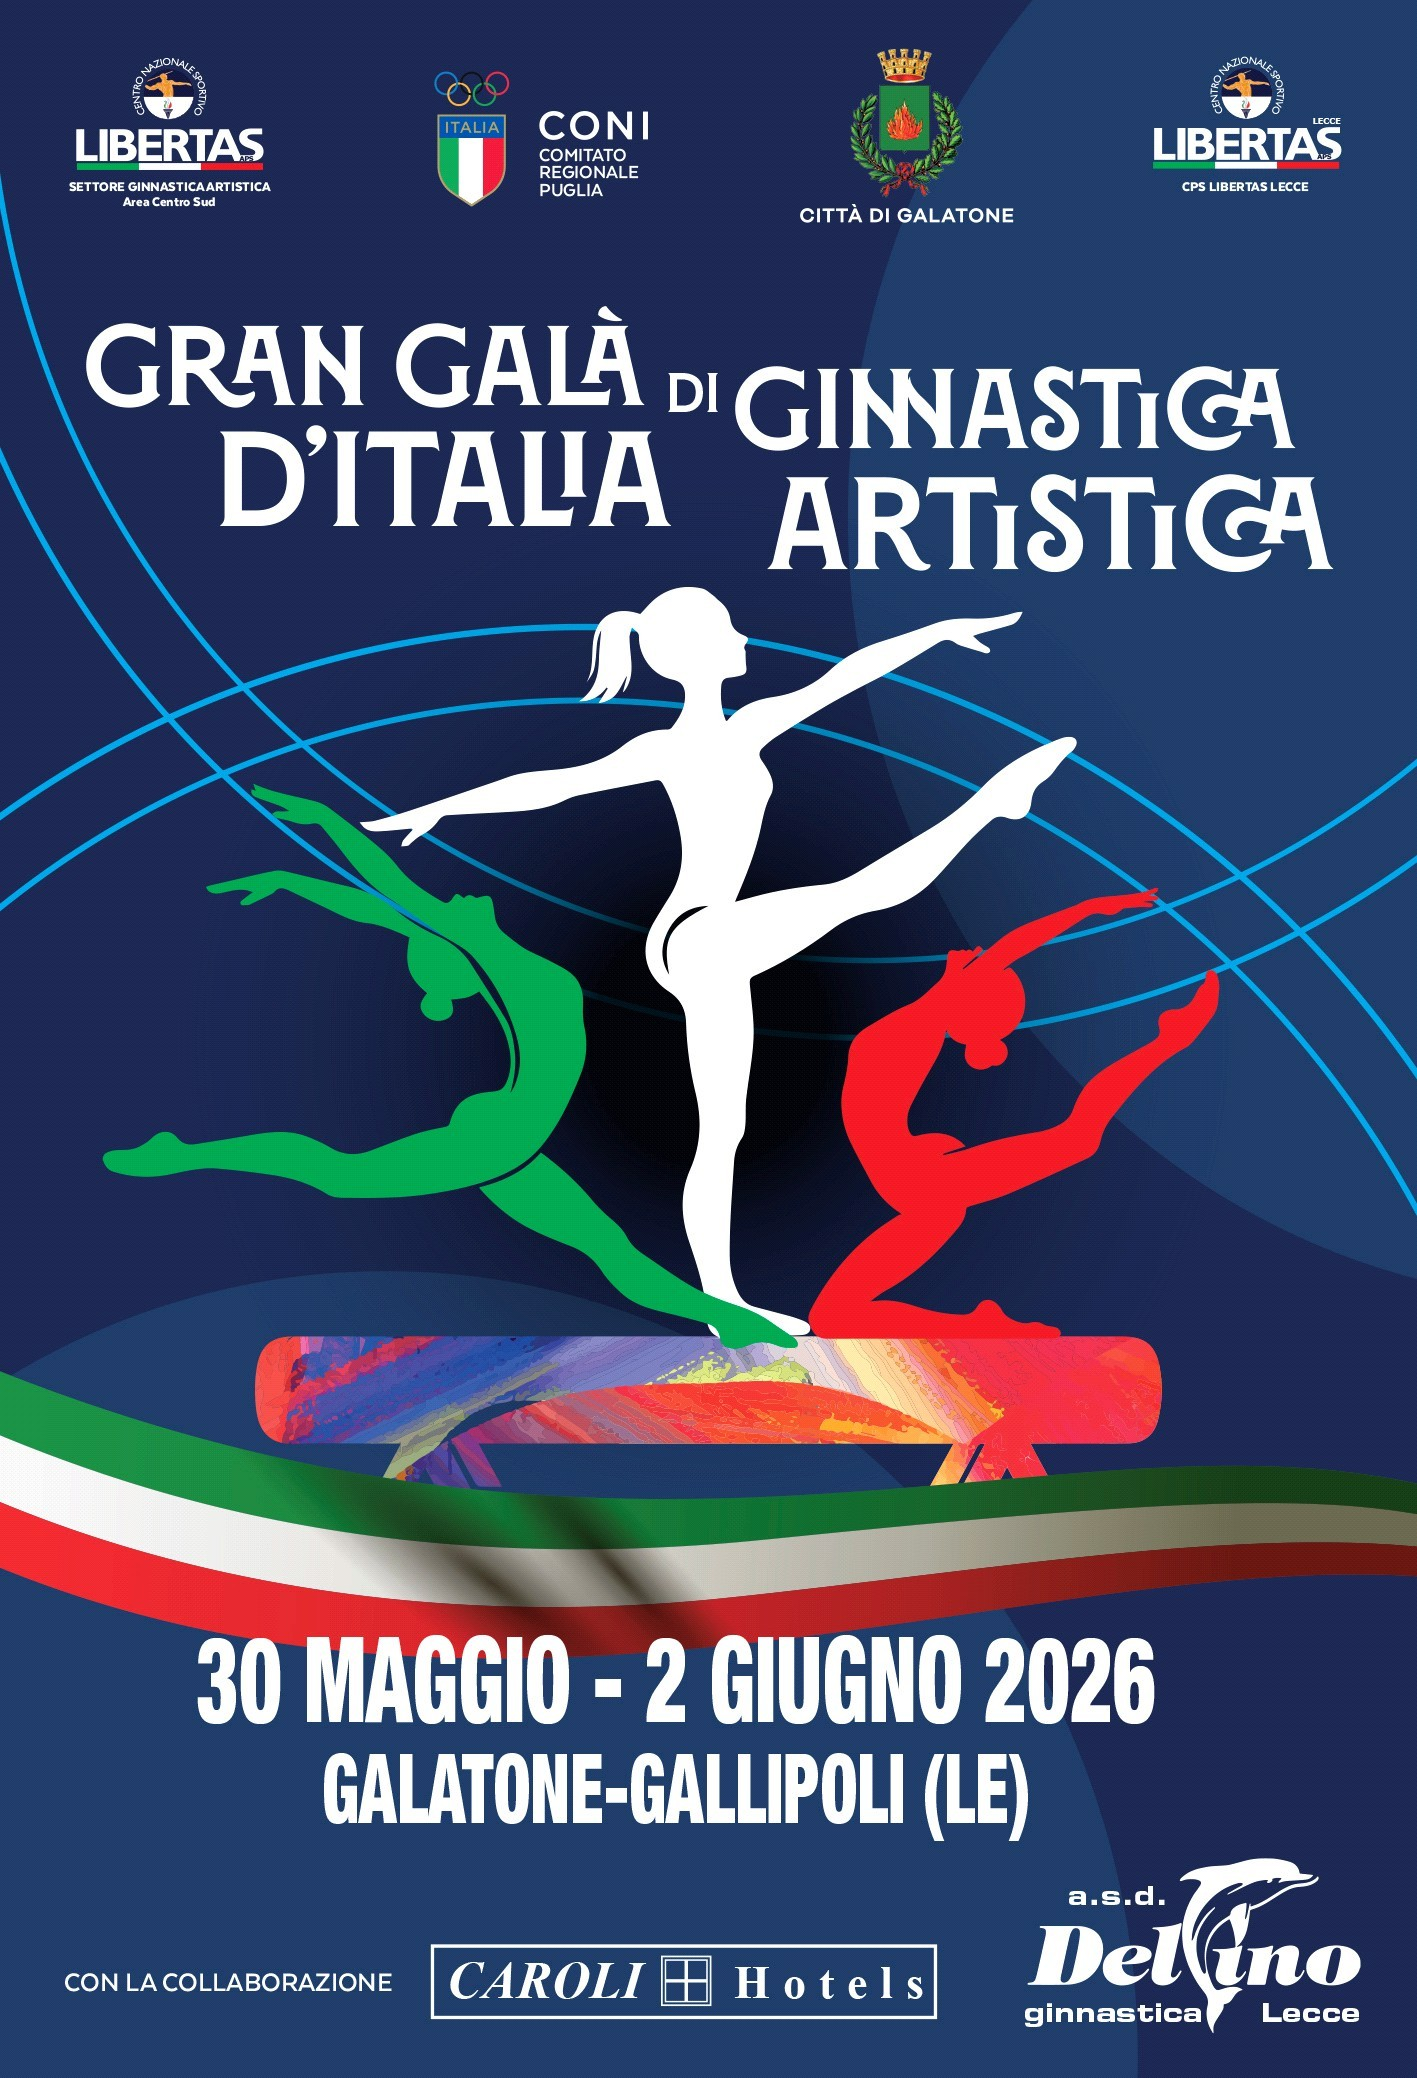 CENTRO NAZIONALE SPORTIVO
LIBERTAS
APS
SETTORE GINNASTICA ARTISTICA
Area Centro Sud
ITALIA
CONI
COMITATO
REGIONALE
PUGLIA
CITTÀ DI GALATONE
CENTRO NAZIONALE SPORTIVO
LECCE
LIBERTAS
APS
CPS LIBERTAS LECCE
GRAN GALÀ
D'ITALIA
DI GINNASTICA
ARTISTICA
30 MAGGIO - 2 GIUGNO 2026
GALATONE-GALLIPOLI (LE)
CON LA COLLABORAZIONE
CAROLI Hotels
a.s.d.
Delfino
ginnastica Lecce